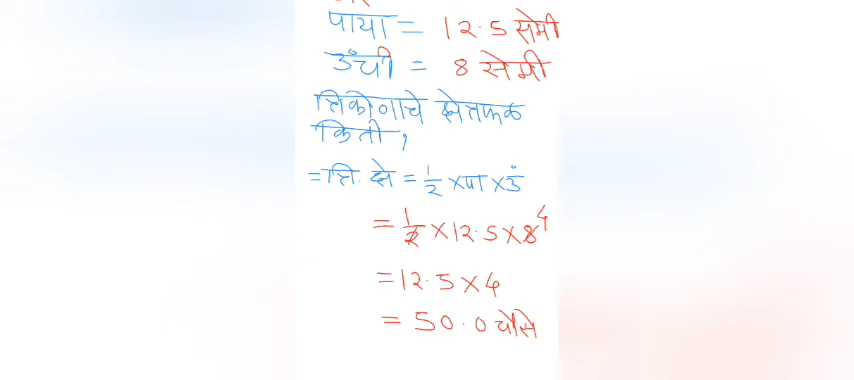 पाया = 12.5 सेमी
उंँची = 8 सेमी
त्रिकोणाचे क्षेत्रफळ
किती,
= त्रि. क्षे = 1/2 × पा × उं
= 1/2 × 12.5 × 8 4
= 12.5 × 4
= 50.0 चौसे